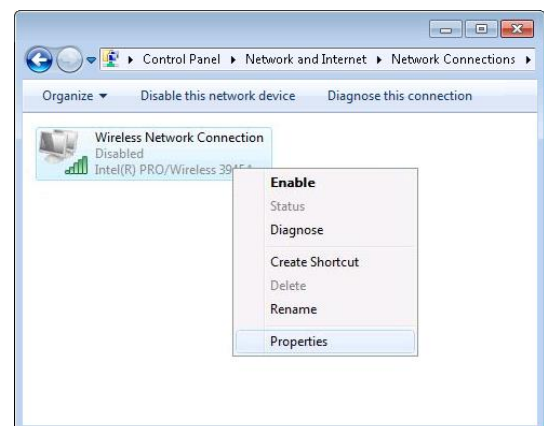 Control Panel ▸ Network and Internet ▸ Network Connections ▸
Organize ▾ Disable this network device Diagnose this connection
Wireless Network Connection
Disabled
Intel(R) PRO/Wireless
Enable
Status
Diagnose
Create Shortcut
Delete
Rename
Properties